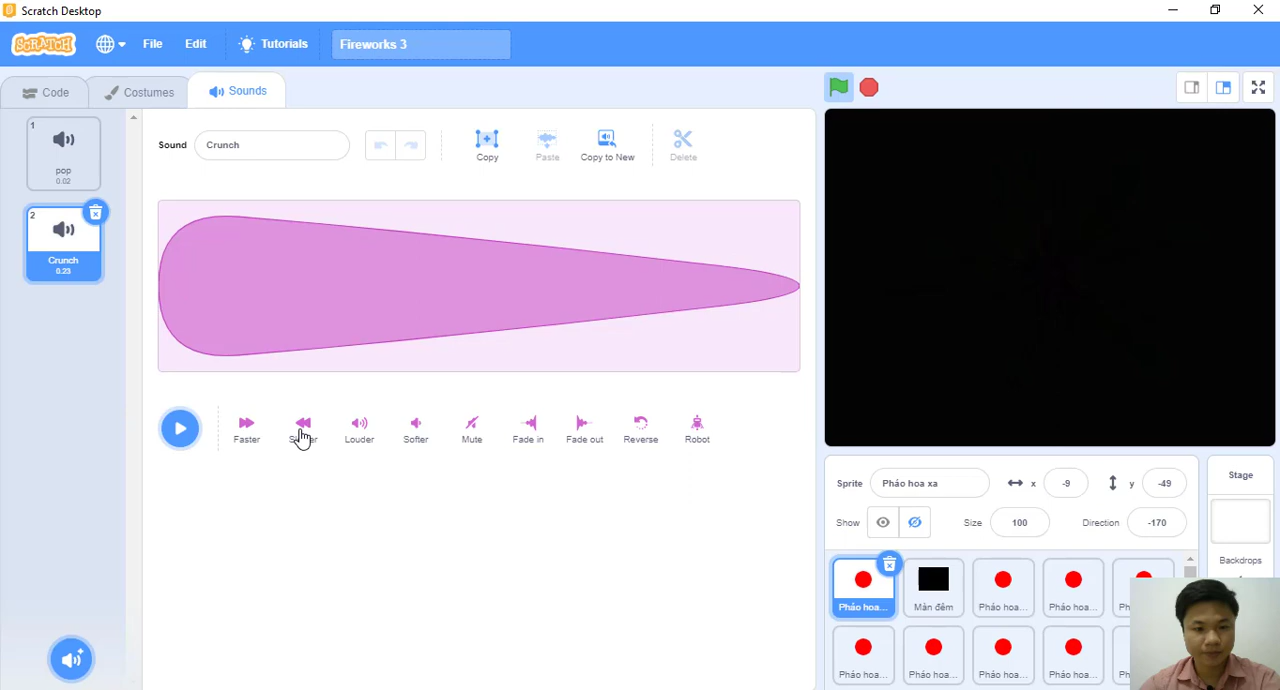 Scratch Desktop
SCRATCH
File
Edit
Tutorials
Fireworks 3
Code
Costumes
Sounds
1
pop
0.02
2
Crunch
0.23
Sound
Crunch
Copy
Paste
Copy to New
Delete
Faster
Louder
Softer
Mute
Fade in
Fade out
Reverse
Robot
Sprite
Pháo hoa xa
x
-9
y
-49
Show
Size
100
Direction
-170
Stage
Backdrops
Pháo hoa...
Màn đêm
Pháo hoa...
Pháo hoa...
Ph
Pháo hoa...
Pháo hoa...
Pháo hoa...
Pháo hoa...
Ph